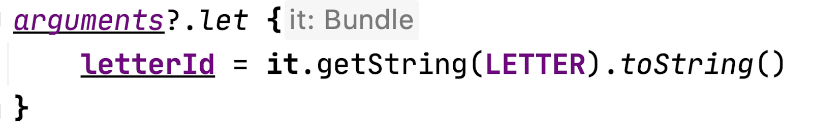 arguments?.let { it: Bundle
letterId = it.getString(LETTER).toString()
}